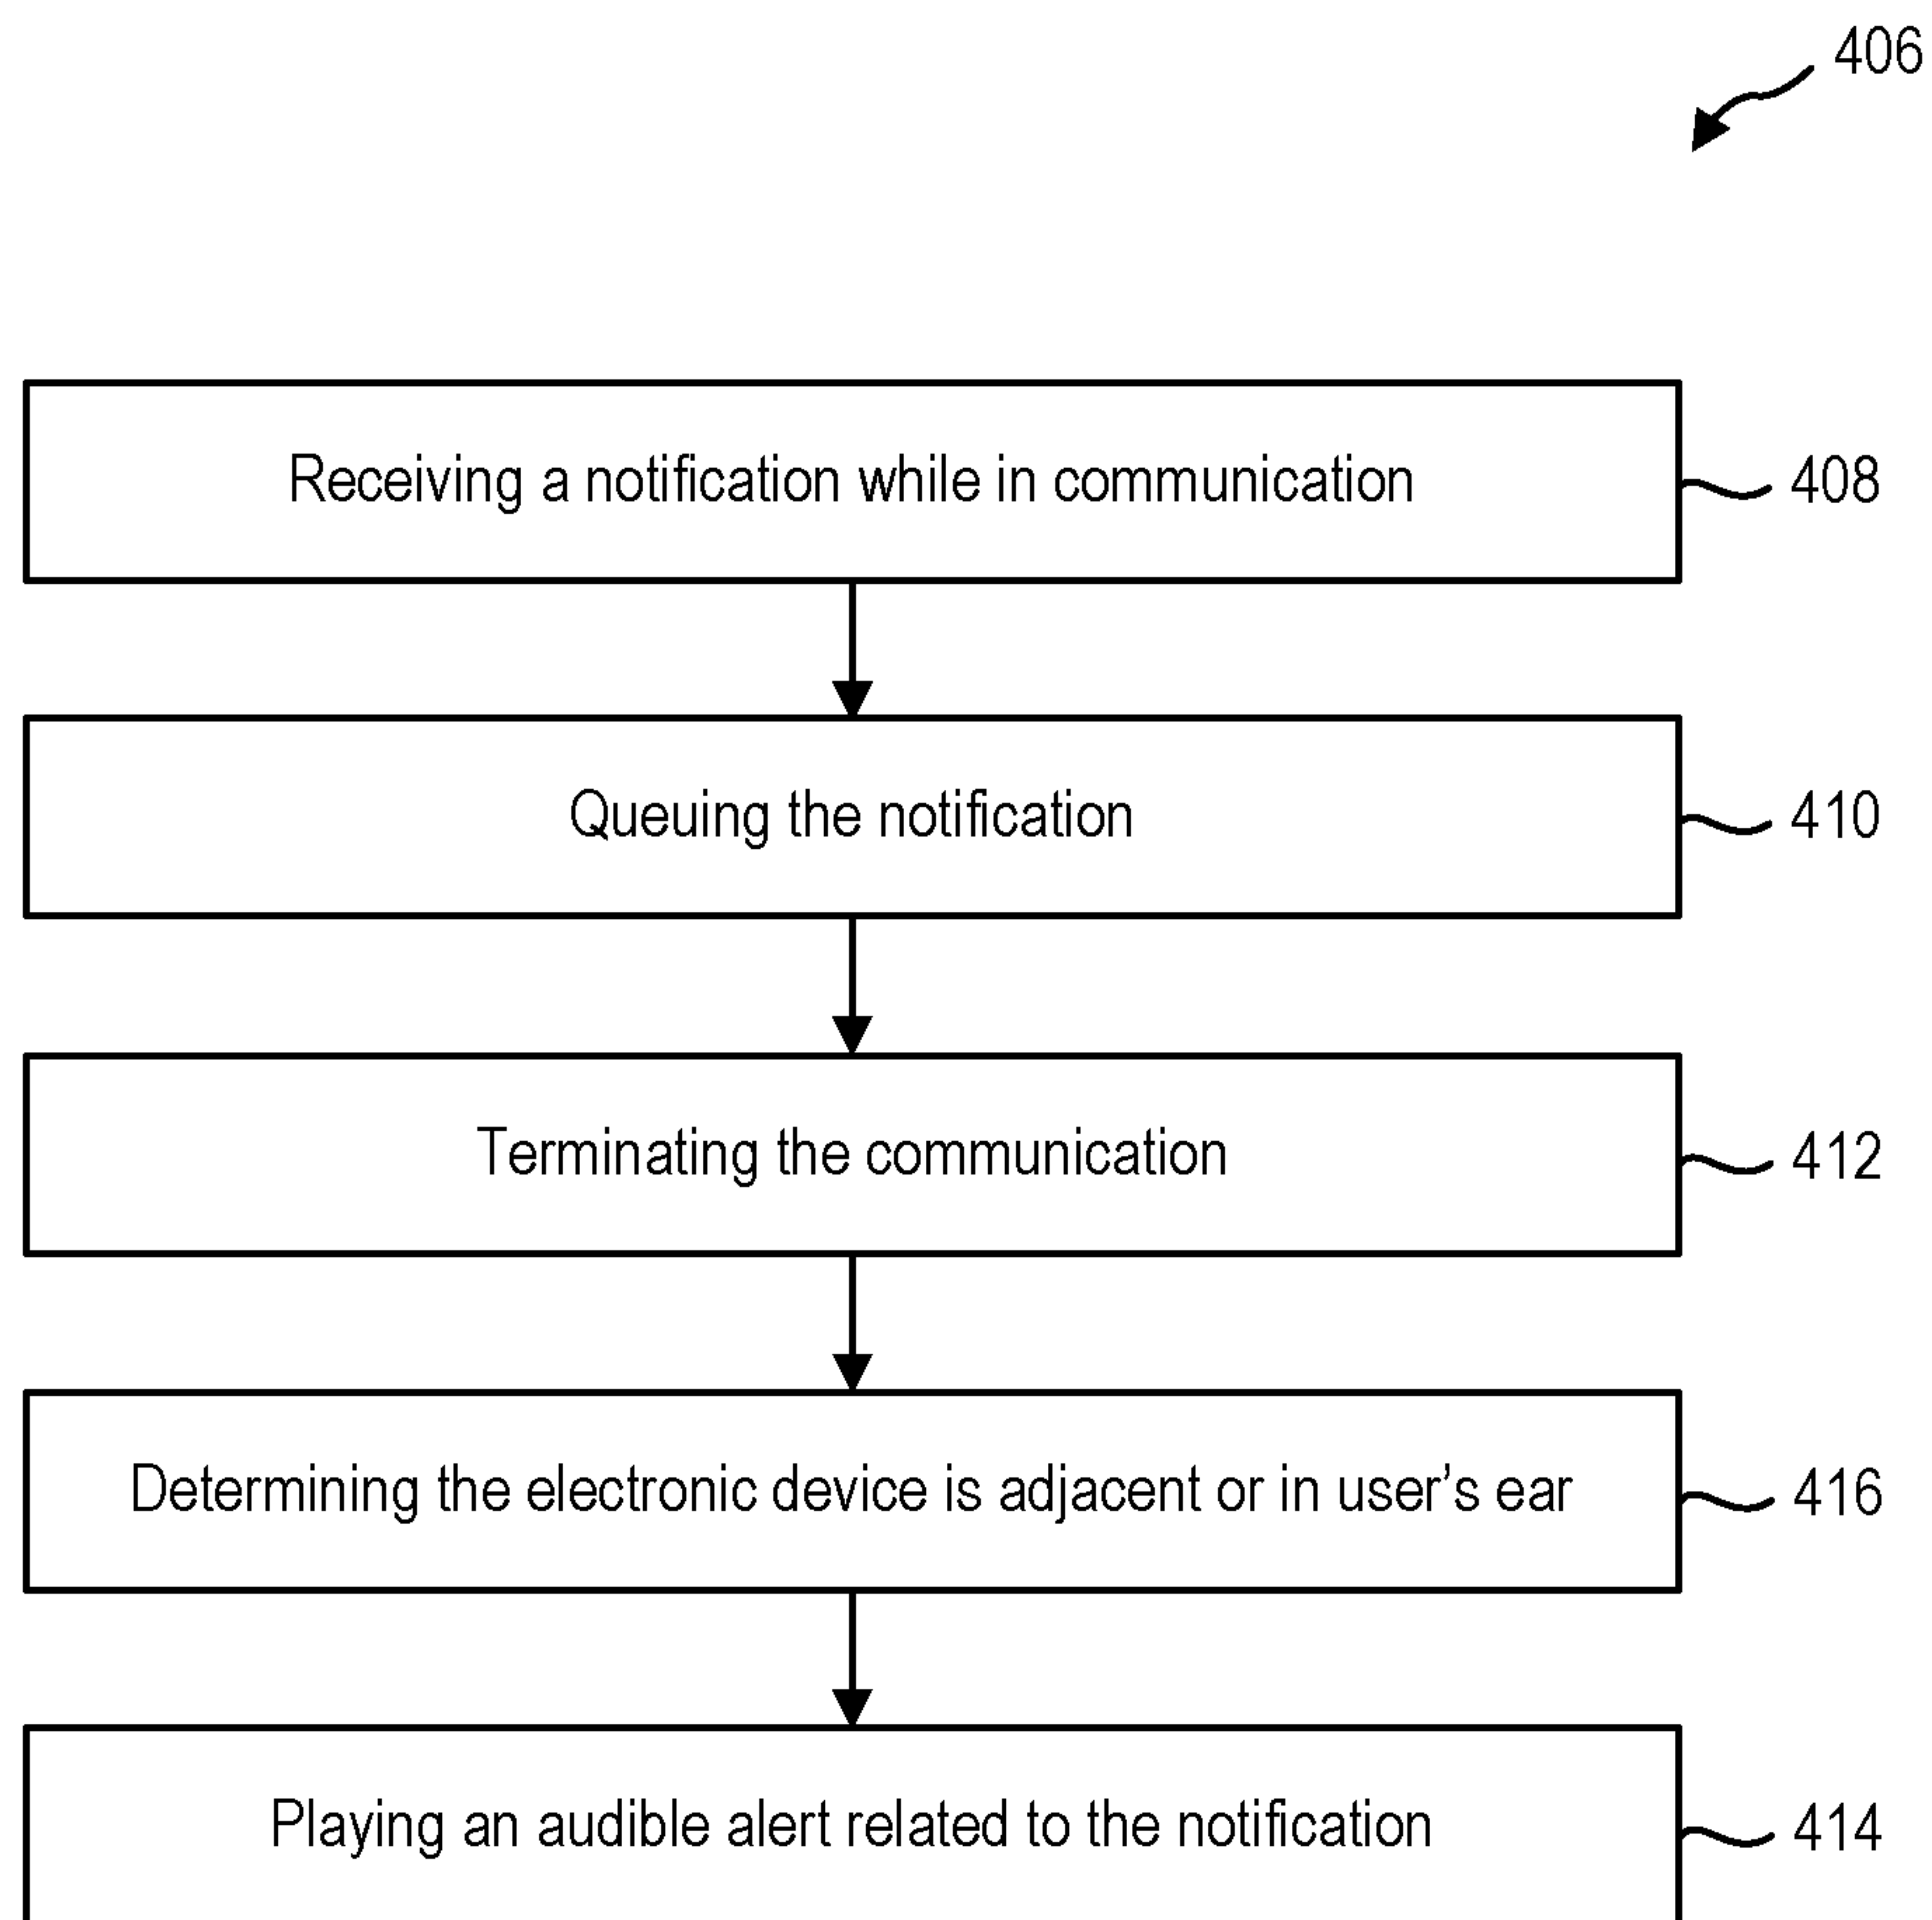 406
Receiving a notification while in communication
408
Queuing the notification
410
Terminating the communication
412
Determining the electronic device is adjacent or in user’s ear
416
Playing an audible alert related to the notification
414